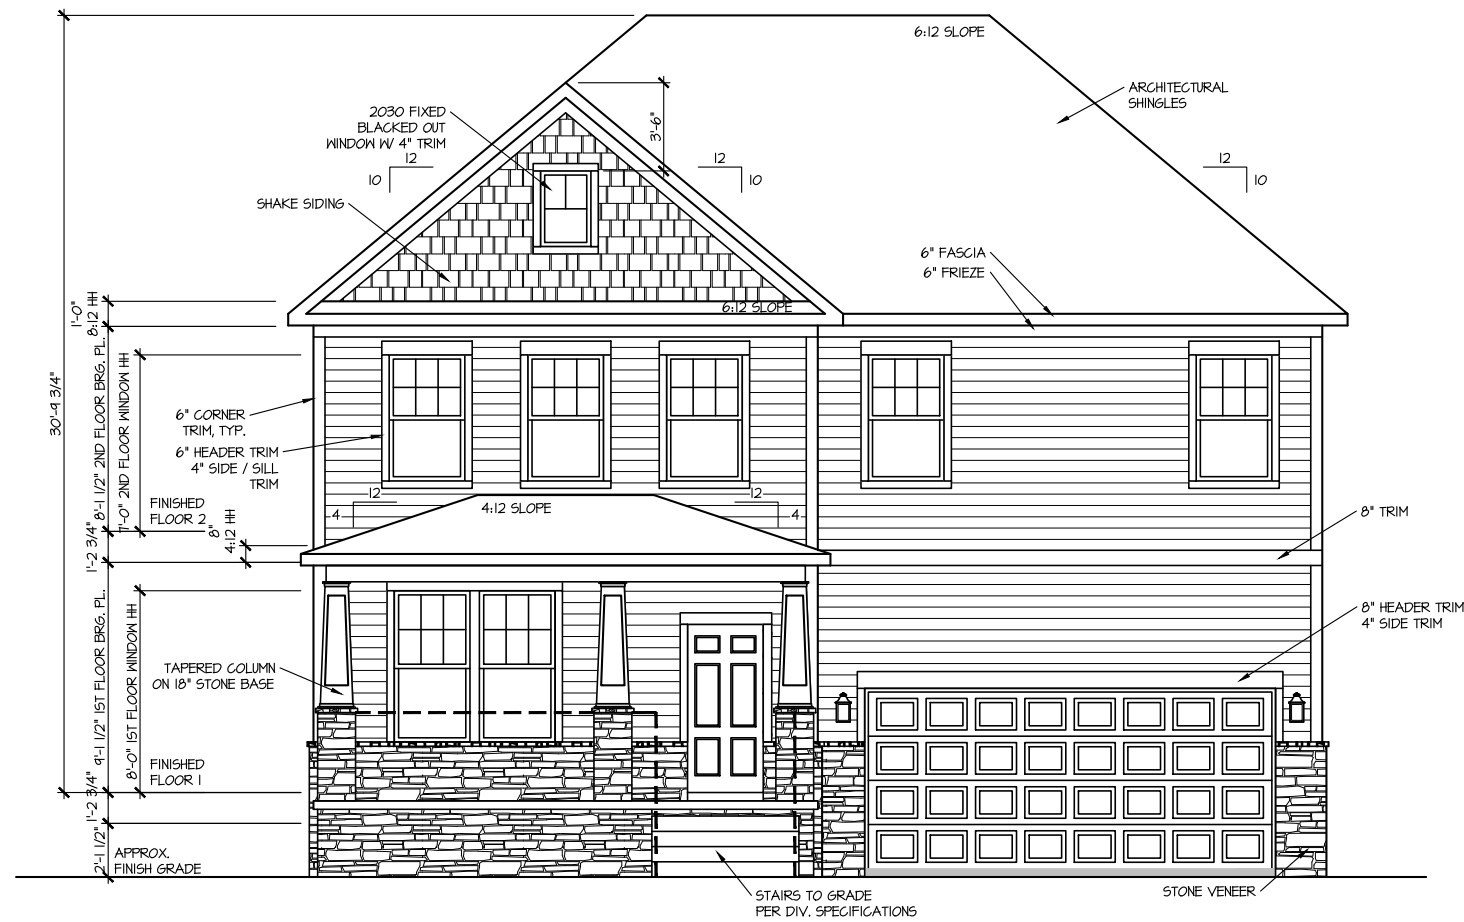 6:12 SLOPE
ARCHITECTURAL
SHINGLES
2030 FIXED
BLACKED OUT
WINDOW W/ 4" TRIM
3'-6"
12
10
12
10
12
10
SHAKE SIDING
6" FASCIA
6" FRIEZE
6:12 SLOPE
1'-0"
8:12 HH
30'-9 3/4"
8'-1 1/2" 2ND FLOOR BRG. PL.
7'-0" 2ND FLOOR WINDOW HH
6" CORNER
TRIM, TYP.
6" HEADER TRIM
4" SIDE / SILL
TRIM
12
4
4:12 SLOPE
12
4
FINISHED
FLOOR 2
8"
4:12 HH
1'-2 3/4"
8" TRIM
8" HEADER TRIM
4" SIDE TRIM
9'-1 1/2" 1ST FLOOR BRG. PL.
8'-0" 1ST FLOOR WINDOW HH
TAPERED COLUMN
ON 18" STONE BASE
FINISHED
FLOOR 1
1'-2 3/4"
2'-1 1/2"
APPROX.
FINISH GRADE
STAIRS TO GRADE
PER DIV. SPECIFICATIONS
STONE VENEER